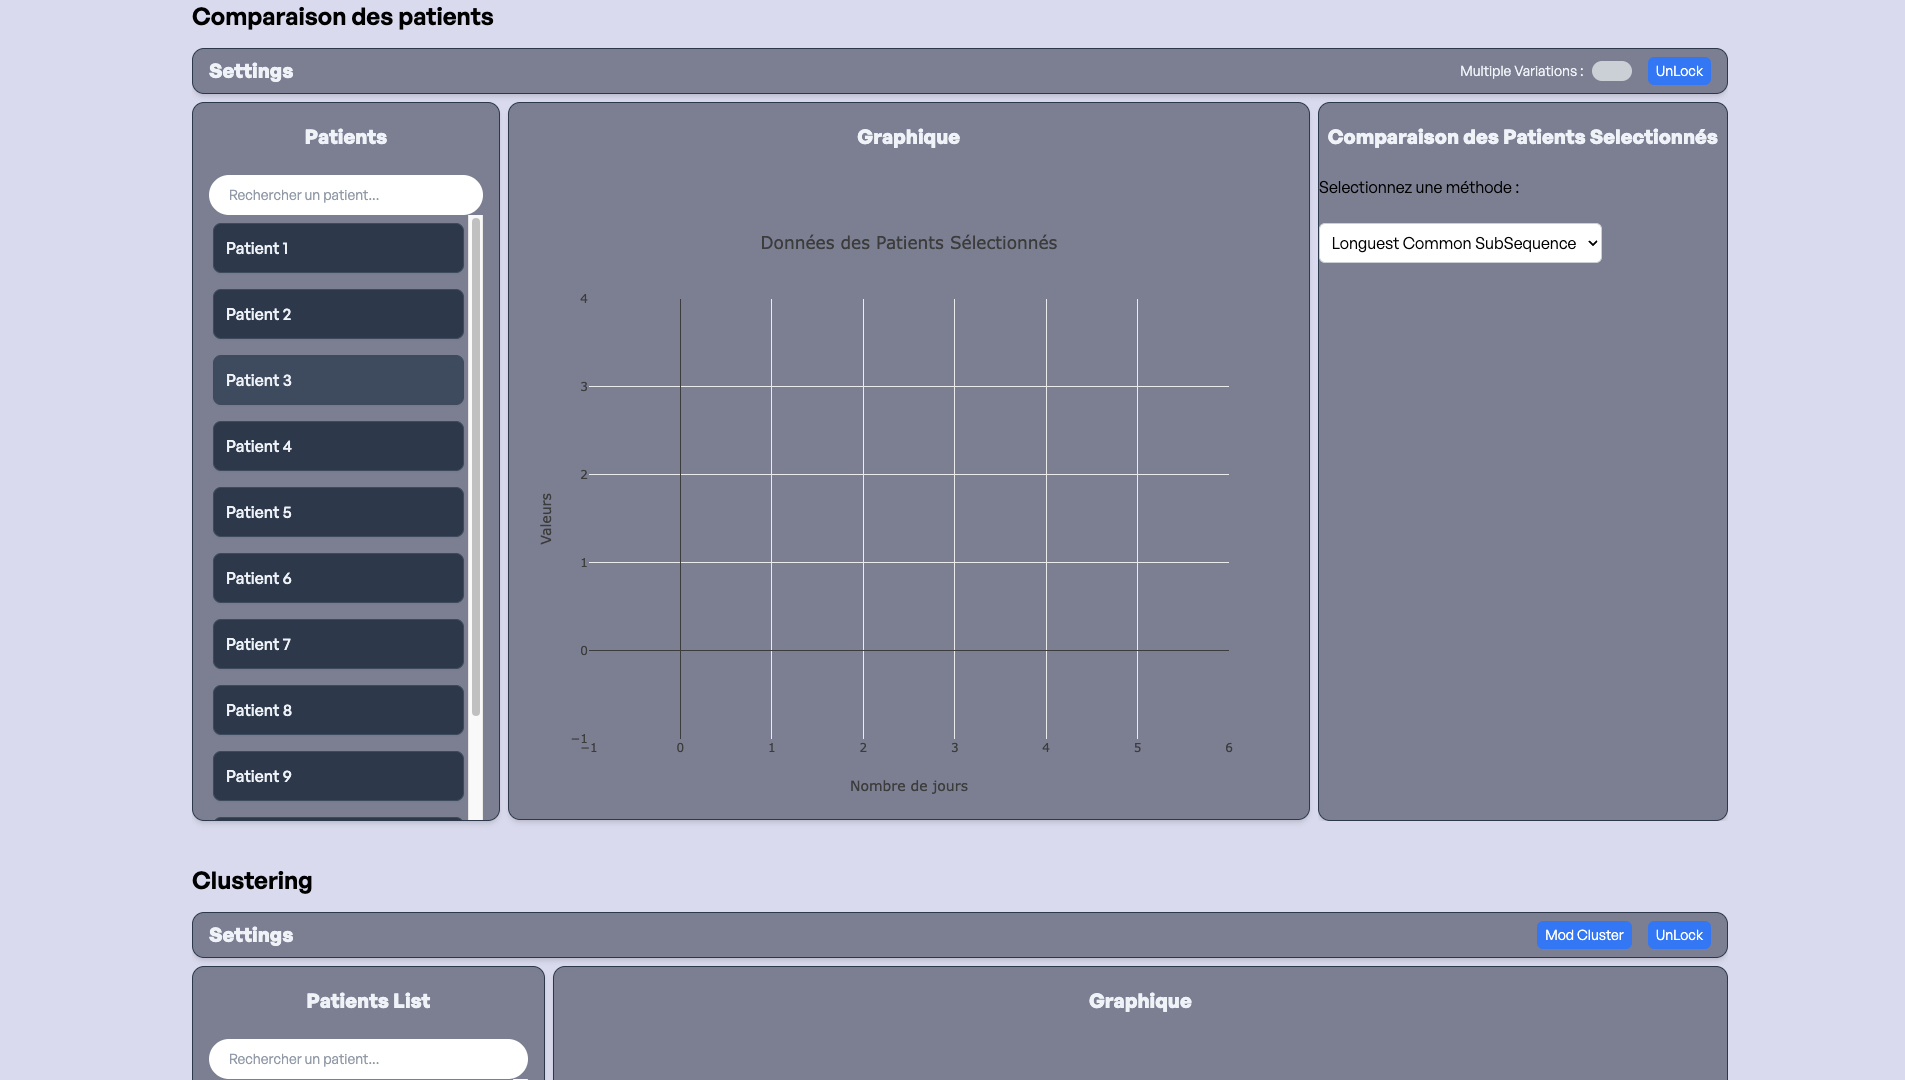 Comparaison des patients
Settings
Multiple Variations :
UnLock
Patients
Rechercher un patient...
Patient 1
Patient 2
Patient 3
Patient 4
Patient 5
Patient 6
Patient 7
Patient 8
Patient 9
Graphique
Données des Patients Sélectionnés
4
3
2
1
0
−1
Valeurs
−1 0 1 2 3 4 5 6
Nombre de jours
Comparaison des Patients Selectionnés
Selectionnez une méthode :
Longuest Common SubSequence
Clustering
Settings
Mod Cluster
UnLock
Patients List
Rechercher un patient...
Graphique